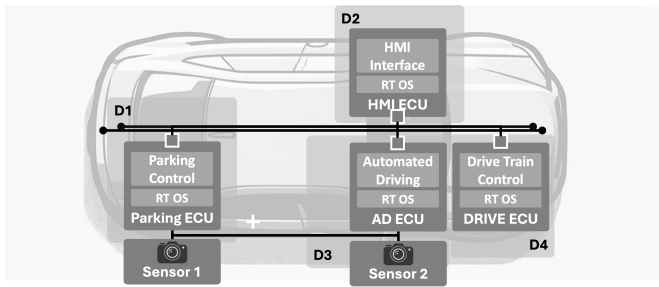 D2
HMI
Interface
RT OS
HMI ECU
D1
Parking
Control
RT OS
Parking ECU
Automated
Driving
RT OS
AD ECU
Drive Train
Control
RT OS
DRIVE ECU
D3
D4
Sensor 1
Sensor 2